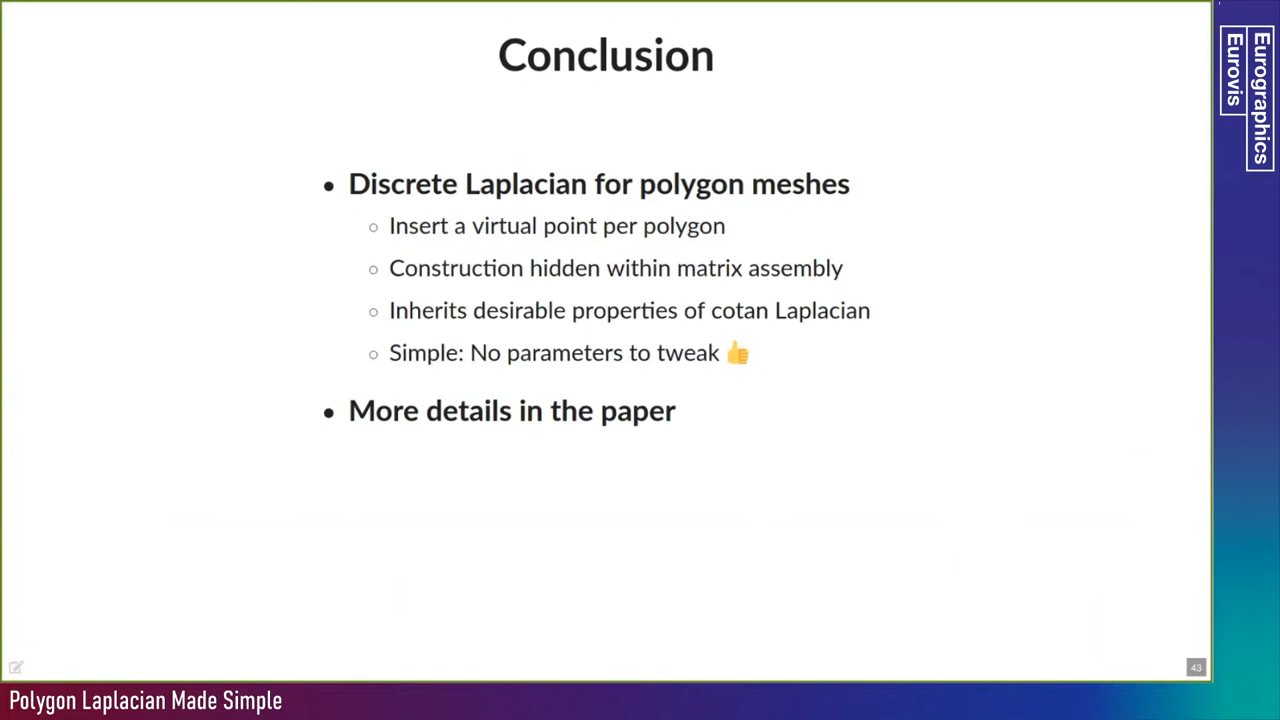 Conclusion
• Discrete Laplacian for polygon meshes
○ Insert a virtual point per polygon
○ Construction hidden within matrix assembly
○ Inherits desirable properties of cotan Laplacian
○ Simple: No parameters to tweak 👍
• More details in the paper
43
Polygon Laplacian Made Simple
Eurographics
Eurovis